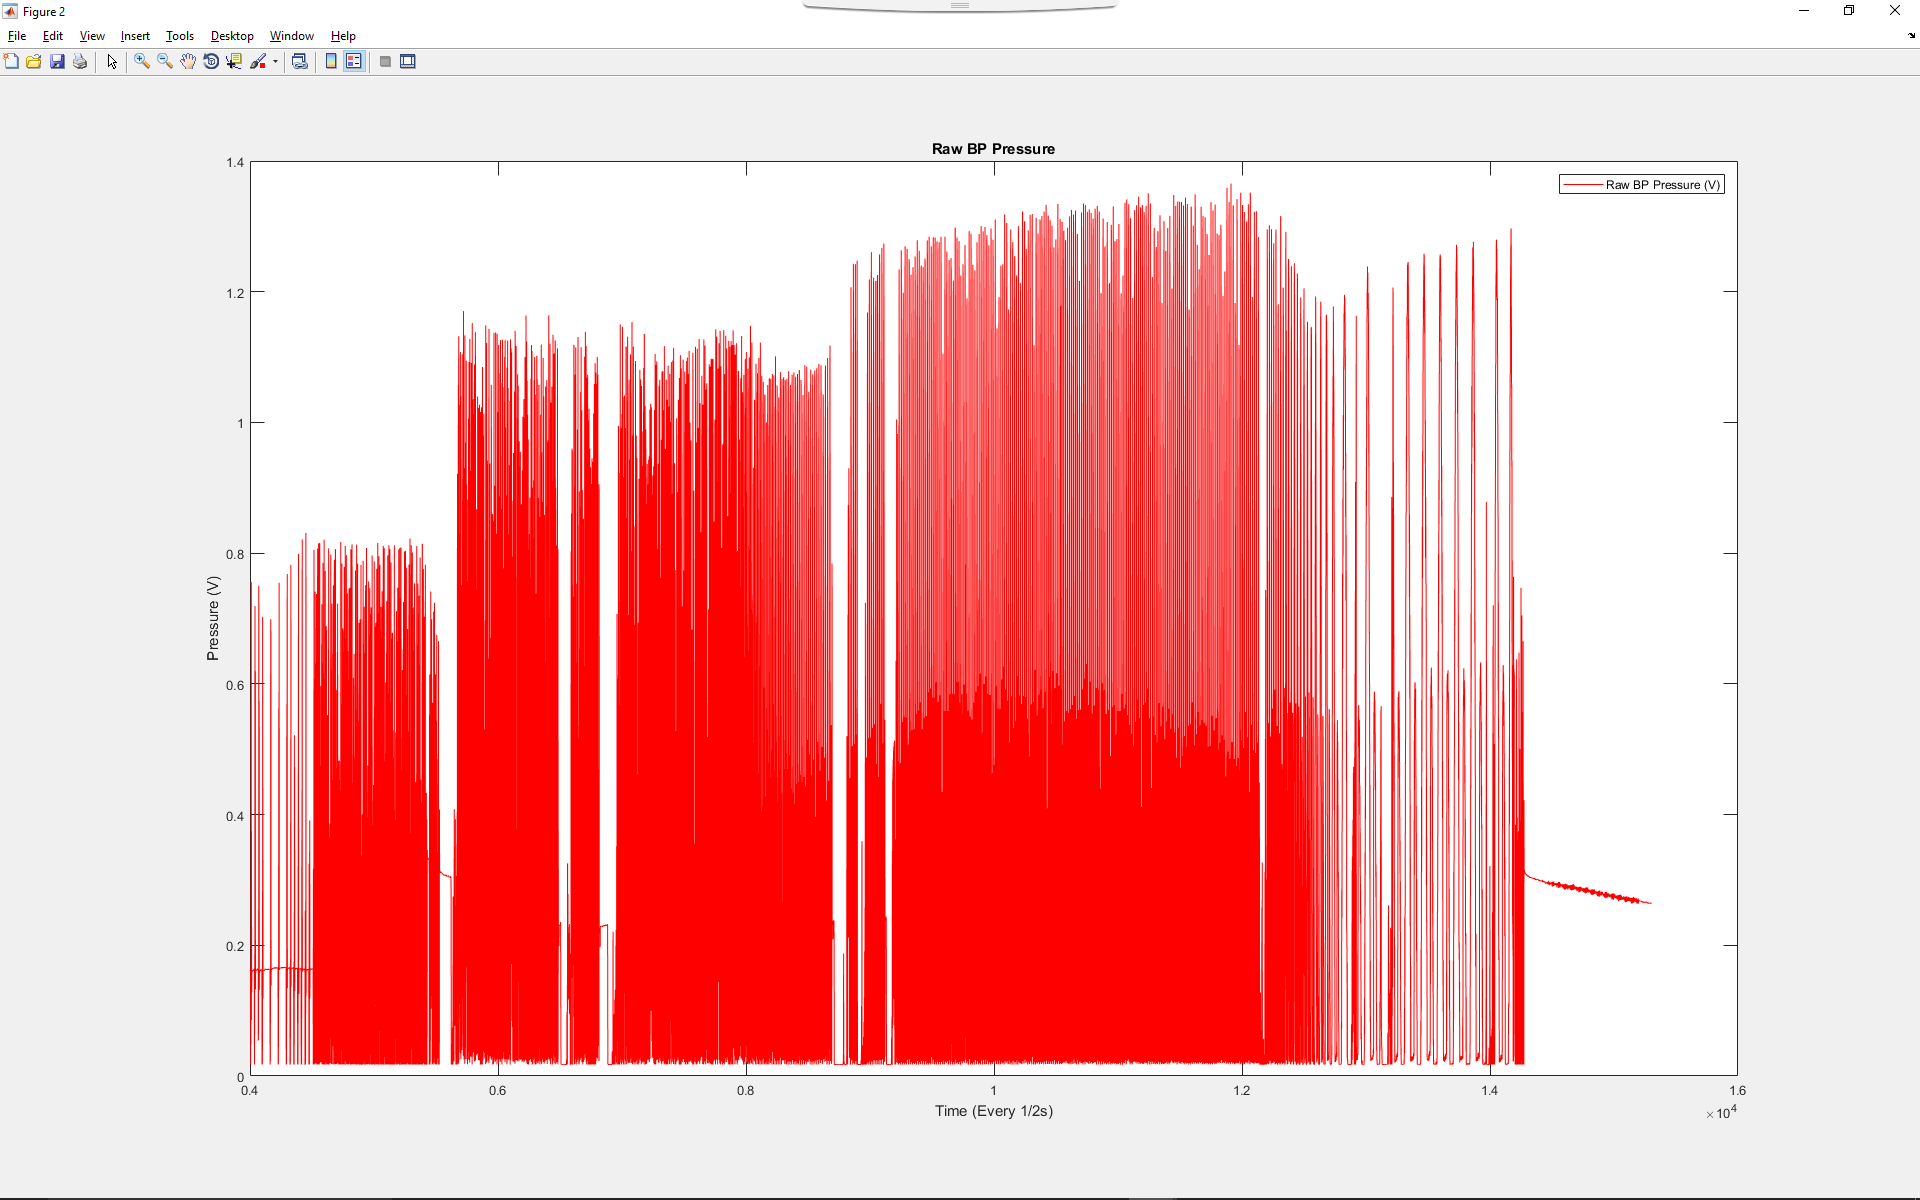 Figure 2
File Edit View Insert Tools Desktop Window Help
Raw BP Pressure
Raw BP Pressure (V)
1.4
1.2
1
0.8
0.6
0.4
0.2
0
Pressure (V)
0.4 0.6 0.8 1 1.2 1.4 1.6
Time (Every 1/2s)
×10^4